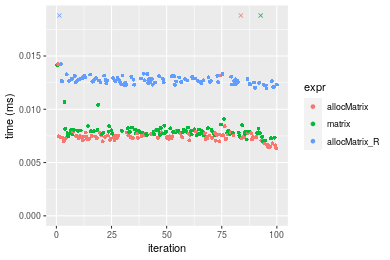 time (ms)
0.015
0.010
0.005
0.000
0
25
50
75
100
iteration
expr
allocMatrix
matrix
allocMatrix_R